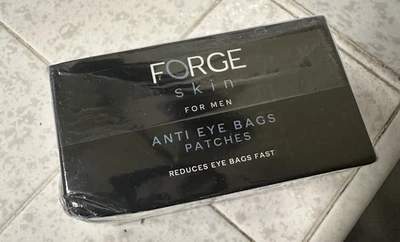 FORGE
skin
FOR MEN
ANTI EYE BAGS
PATCHES
REDUCES EYE BAGS FAST